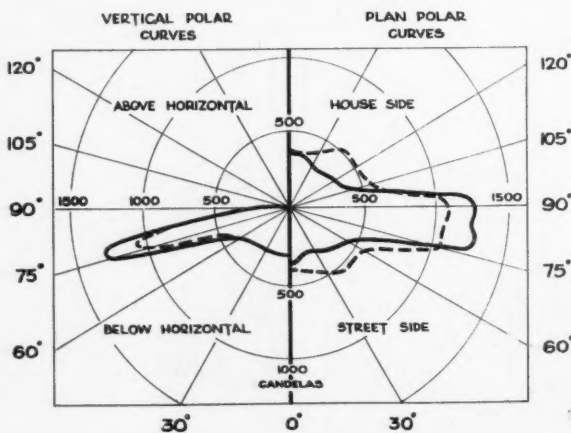 VERTICAL POLAR
CURVES
PLAN POLAR
CURVES
120°
120°
ABOVE HORIZONTAL
HOUSE SIDE
500
105°
105°
1500
1000
500
500
1500
90°
90°
75°
75°
500
BELOW HORIZONTAL
STREET SIDE
60°
60°
1000
CANDELAS
30°
0°
30°